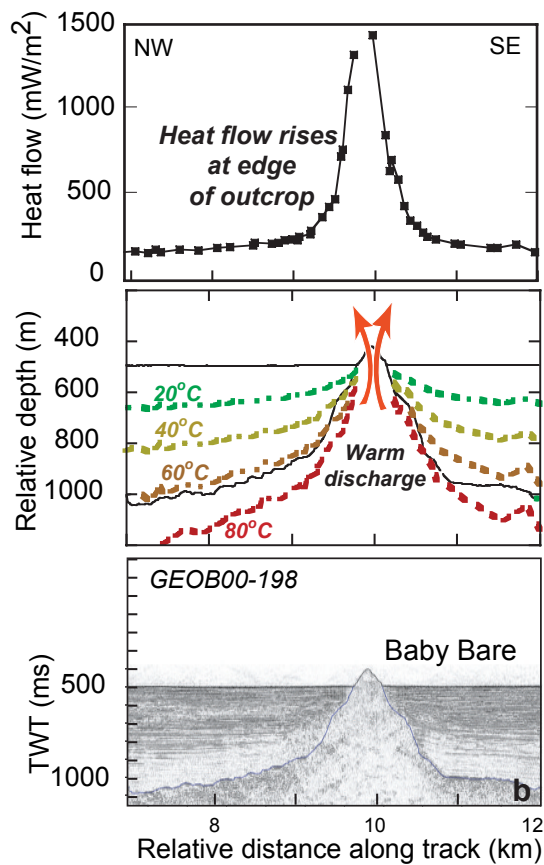 1500
NW
SE
Heat flow (mW/m²)
1000
Heat flow rises
at edge
of outcrop
500
0
Relative depth (m)
400
600
20°C
40°C
800
60°C
Warm
discharge
1000
80°C
GEOB00-198
Baby Bare
TWT (ms)
500
1000
b
8
10
12
Relative distance along track (km)